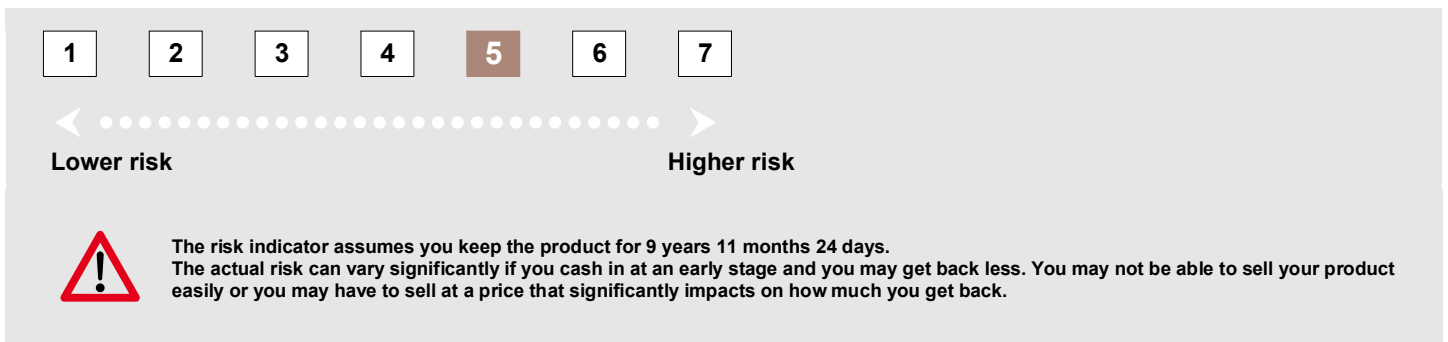 1 2 3 4 5 6 7
Lower risk Higher risk
The risk indicator assumes you keep the product for 9 years 11 months 24 days.
The actual risk can vary significantly if you cash in at an early stage and you may get back less. You may not be able to sell your product
easily or you may have to sell at a price that significantly impacts on how much you get back.